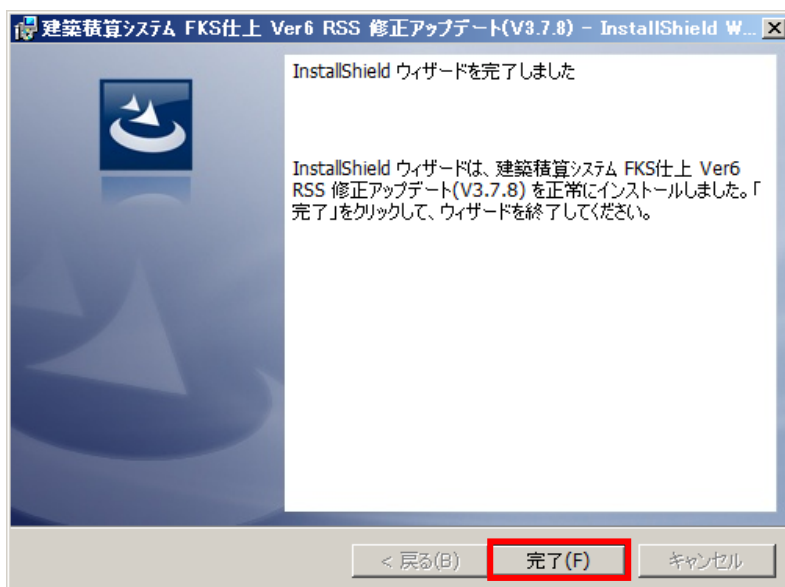 建築積算システム FKS仕上 Ver6 RSS 修正アップデート(V3.7.8) - InstallShield W...
InstallShield ウィザードを完了しました
InstallShield ウィザードは、建築積算システム FKS仕上 Ver6
RSS 修正アップデート(V3.7.8) を正常にインストールしました。「
完了」をクリックして、ウィザードを終了してください。
< 戻る(B)
完了(F)
キャンセル